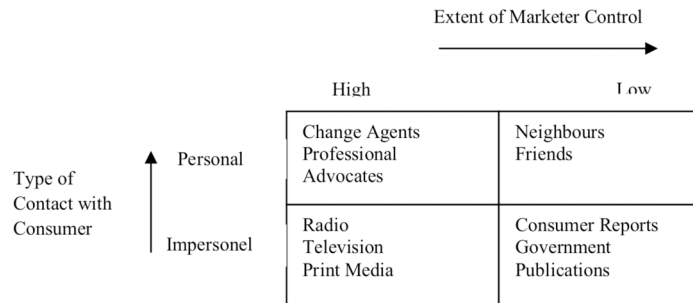 Extent of Marketer Control
High
Low
Personal
Change Agents
Professional
Advocates
Neighbours
Friends
Type of
Contact with
Consumer
Impersonel
Radio
Television
Print Media
Consumer Reports
Government
Publications